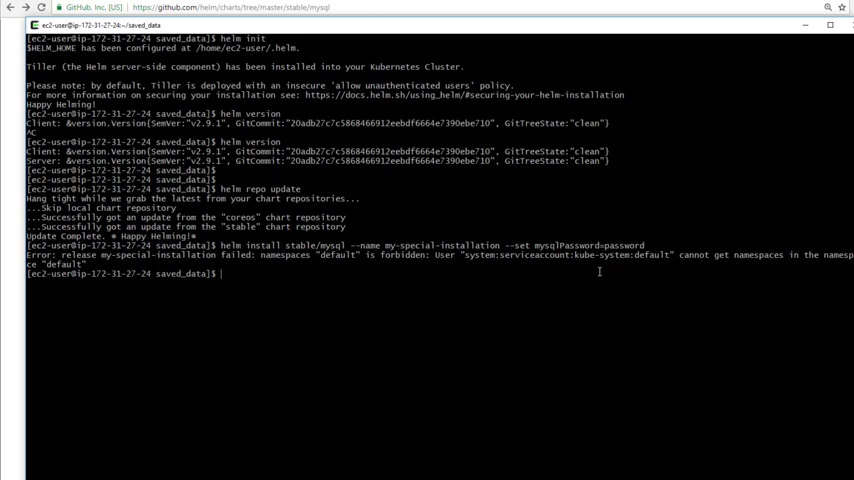 GitHub, Inc. [US] | https://github.com/helm/charts/tree/master/stable/mysql
ec2-user@ip-172-31-27-24:~/saved_data
[ec2-user@ip-172-31-27-24 saved_data]$ helm init
$HELM_HOME has been configured at /home/ec2-user/.helm.
Tiller (the Helm server-side component) has been installed into your Kubernetes Cluster.
Please note: by default, Tiller is deployed with an insecure 'allow unauthenticated users' policy.
For more information on securing your installation see: https://docs.helm.sh/using_helm/#securing-your-helm-installation
Happy Helming!
[ec2-user@ip-172-31-27-24 saved_data]$ helm version
Client: &version.Version{SemVer:"v2.9.1", GitCommit:"20adb27c7c5868466912eebdf6664e7390ebe710", GitTreeState:"clean"}
^C
[ec2-user@ip-172-31-27-24 saved_data]$ helm version
Client: &version.Version{SemVer:"v2.9.1", GitCommit:"20adb27c7c5868466912eebdf6664e7390ebe710", GitTreeState:"clean"}
Server: &version.Version{SemVer:"v2.9.1", GitCommit:"20adb27c7c5868466912eebdf6664e7390ebe710", GitTreeState:"clean"}
[ec2-user@ip-172-31-27-24 saved_data]$
[ec2-user@ip-172-31-27-24 saved_data]$
[ec2-user@ip-172-31-27-24 saved_data]$ helm repo update
Hang tight while we grab the latest from your chart repositories...
...Skip local chart repository
...Successfully got an update from the "coreos" chart repository
...Successfully got an update from the "stable" chart repository
Update Complete. * Happy Helming!*
[ec2-user@ip-172-31-27-24 saved_data]$ helm install stable/mysql --name my-special-installation --set mysqlPassword=password
Error: release my-special-installation failed: namespaces "default" is forbidden: User "system:serviceaccount:kube-system:default" cannot get namespaces in the namespa
ce "default"
[ec2-user@ip-172-31-27-24 saved_data]$